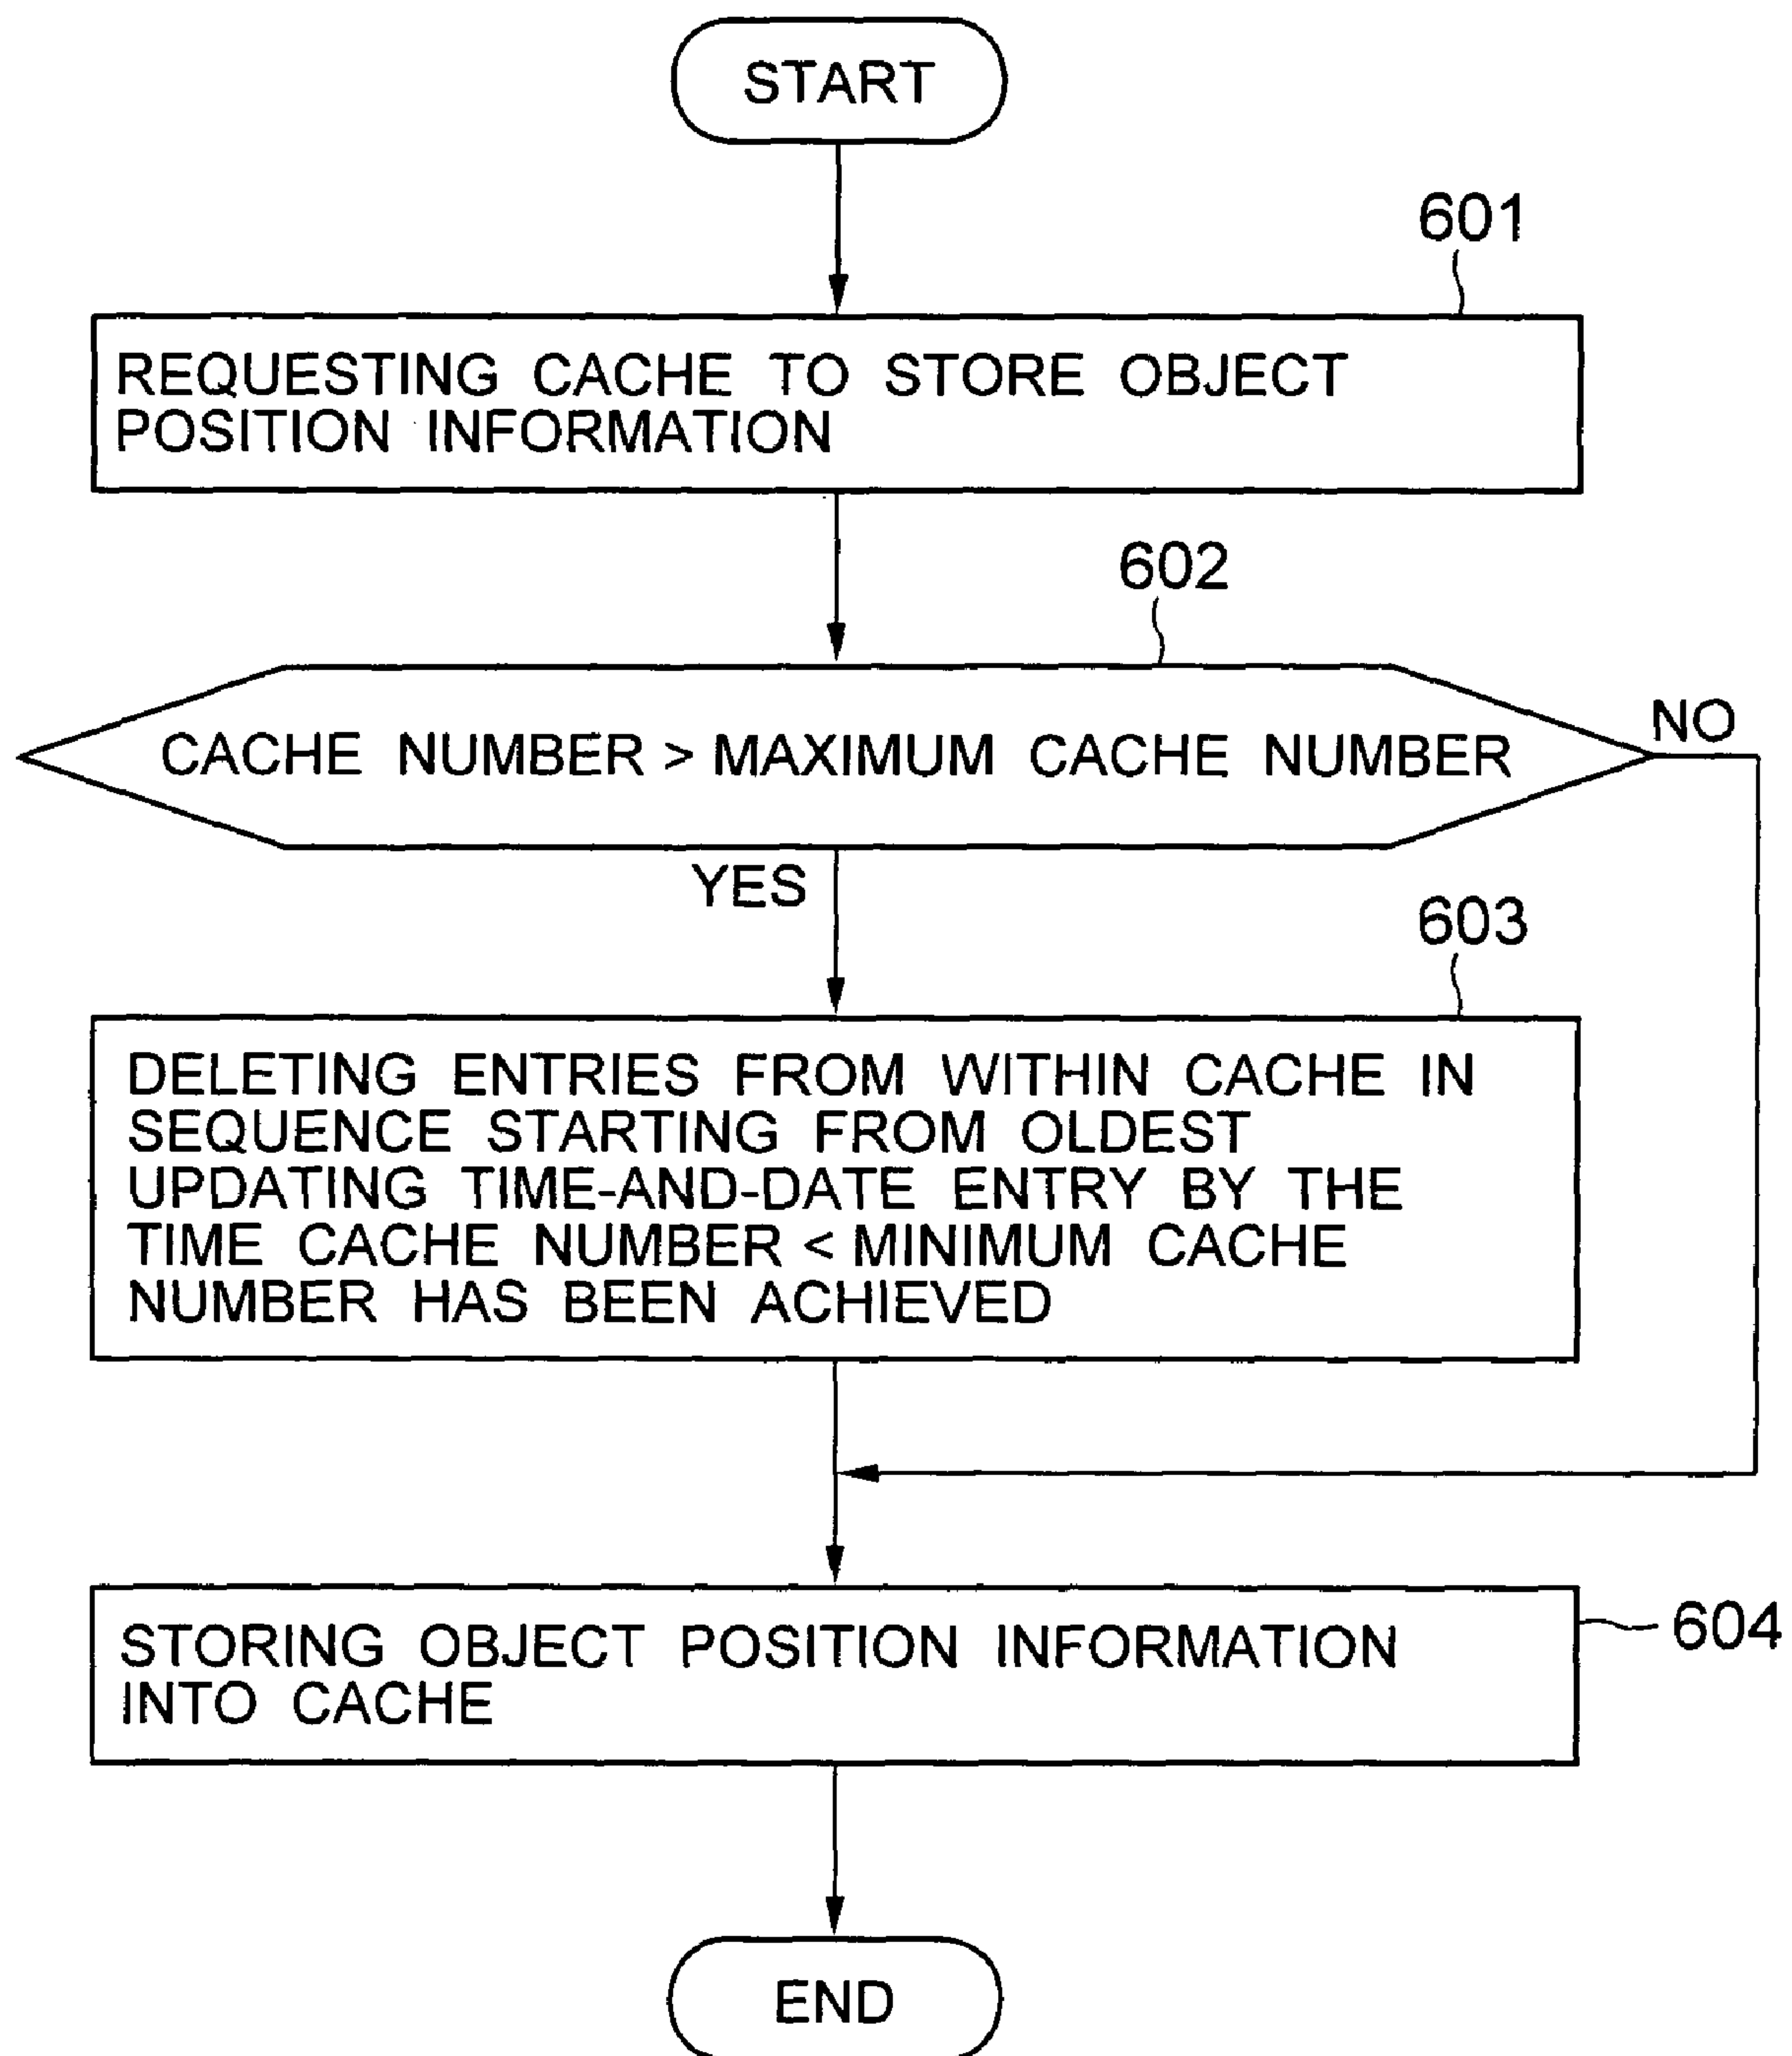 START
601
REQUESTING CACHE TO STORE OBJECT
POSITION INFORMATION
602
CACHE NUMBER > MAXIMUM CACHE NUMBER
NO
YES
603
DELETING ENTRIES FROM WITHIN CACHE IN
SEQUENCE STARTING FROM OLDEST
UPDATING TIME-AND-DATE ENTRY BY THE
TIME CACHE NUMBER < MINIMUM CACHE
NUMBER HAS BEEN ACHIEVED
STORING OBJECT POSITION INFORMATION
INTO CACHE
604
END